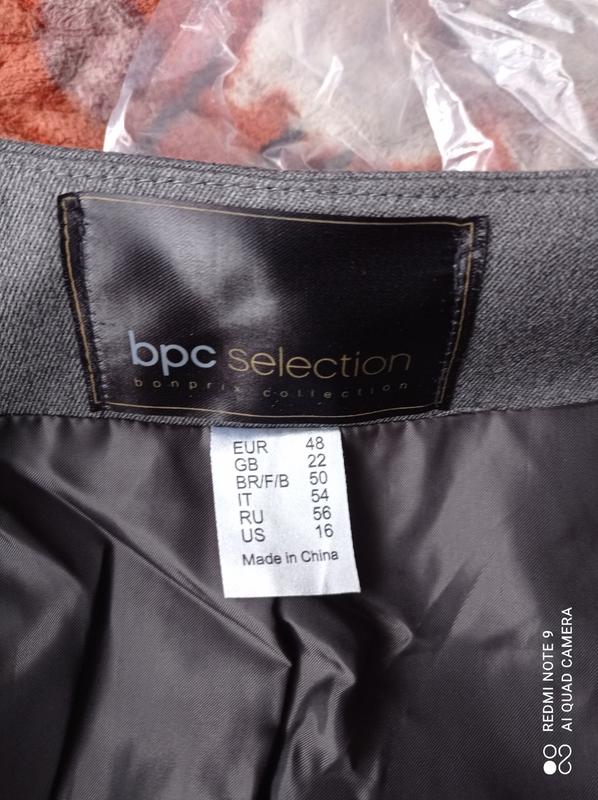 bpc selection
bonprix collection
EUR 48
GB 22
BR/F/B 50
IT 54
RU 56
US 16
Made in China
REDMI NOTE 9
AI QUAD CAMERA